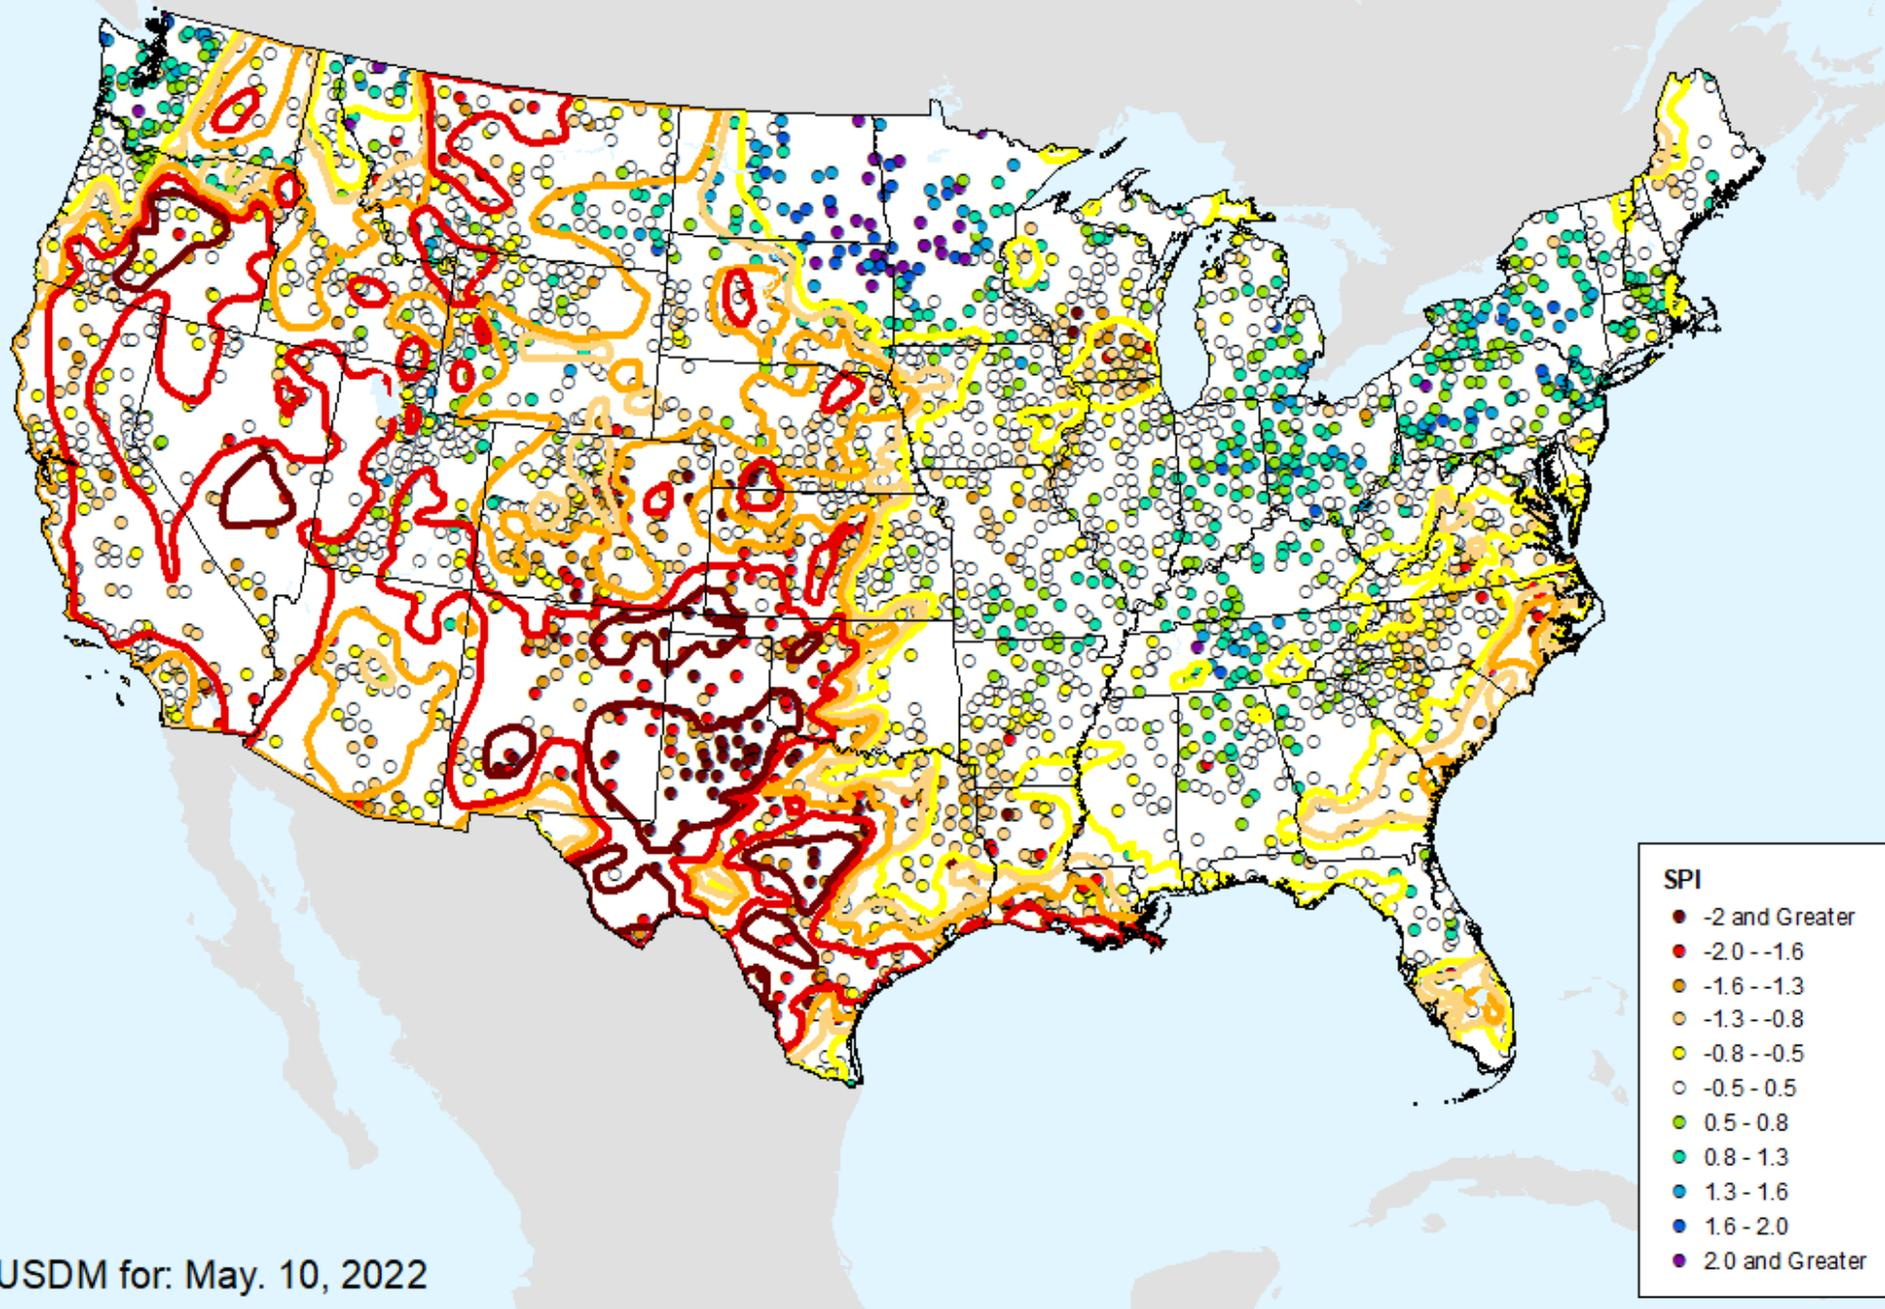 SPI
-2 and Greater
-2.0 - -1.6
-1.6 - -1.3
-1.3 - -0.8
-0.8 - -0.5
-0.5 - 0.5
0.5 - 0.8
0.8 - 1.3
1.3 - 1.6
1.6 - 2.0
2.0 and Greater
USDM for: May. 10, 2022